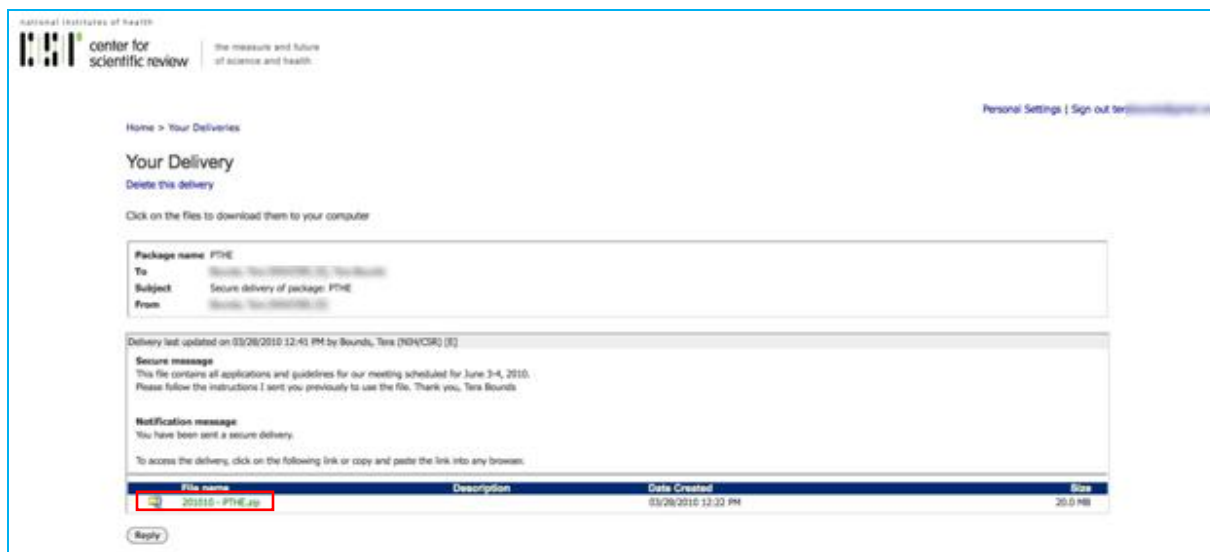 national institutes of health
CSR center for
scientific review
the measure and future
of science and health
Personal Settings | Sign out
Home > Your Deliveries
Your Delivery
Delete this delivery
Click on the files to download them to your computer
Package name PTHE
To
Subject Secure delivery of package: PTHE
From
Delivery last updated on 03/28/2010 12:41 PM by Bounds, Tera (NIH/CSR) [E]
Secure message
This file contains all applications and guidelines for our meeting scheduled for June 3-4, 2010.
Please follow the instructions I sent you previously to use the file. Thank you, Tera Bounds
Notification message
You have been sent a secure delivery.
To access the delivery, click on the following link or copy and paste the link into any browser.
File name Description Date Created Size
201010 - PTHE.zip 03/28/2010 12:22 PM 20.0 MB
Reply